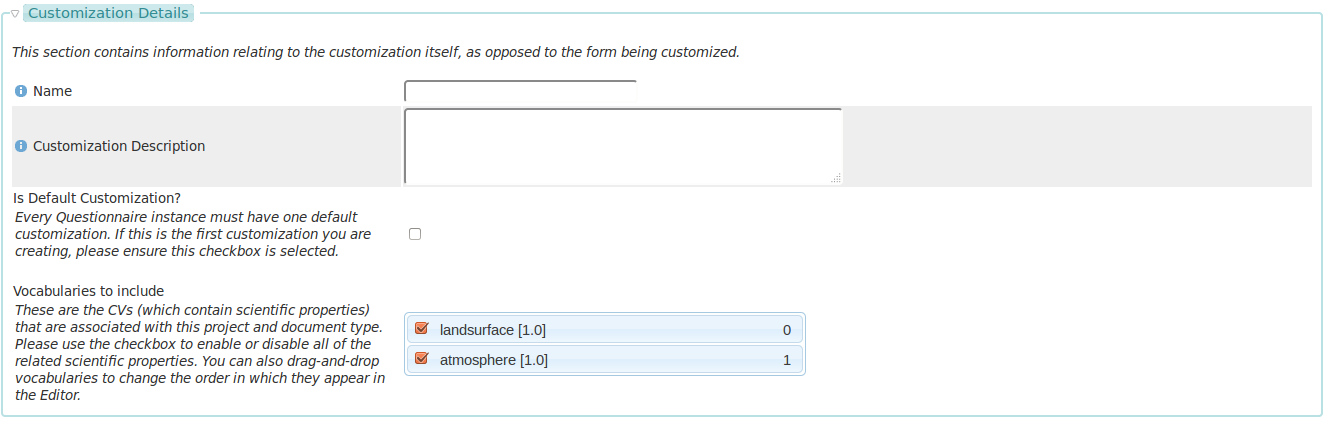 Customization Details
This section contains information relating to the customization itself, as opposed to the form being customized.
Name
Customization Description
Is Default Customization?
Every Questionnaire instance must have one default
customization. If this is the first customization you are
creating, please ensure this checkbox is selected.
Vocabularies to include
These are the CVs (which contain scientific properties)
that are associated with this project and document type.
Please use the checkbox to enable or disable all of the
related scientific properties. You can also drag-and-drop
vocabularies to change the order in which they appear in
the Editor.
landsurface [1.0] 0
atmosphere [1.0] 1